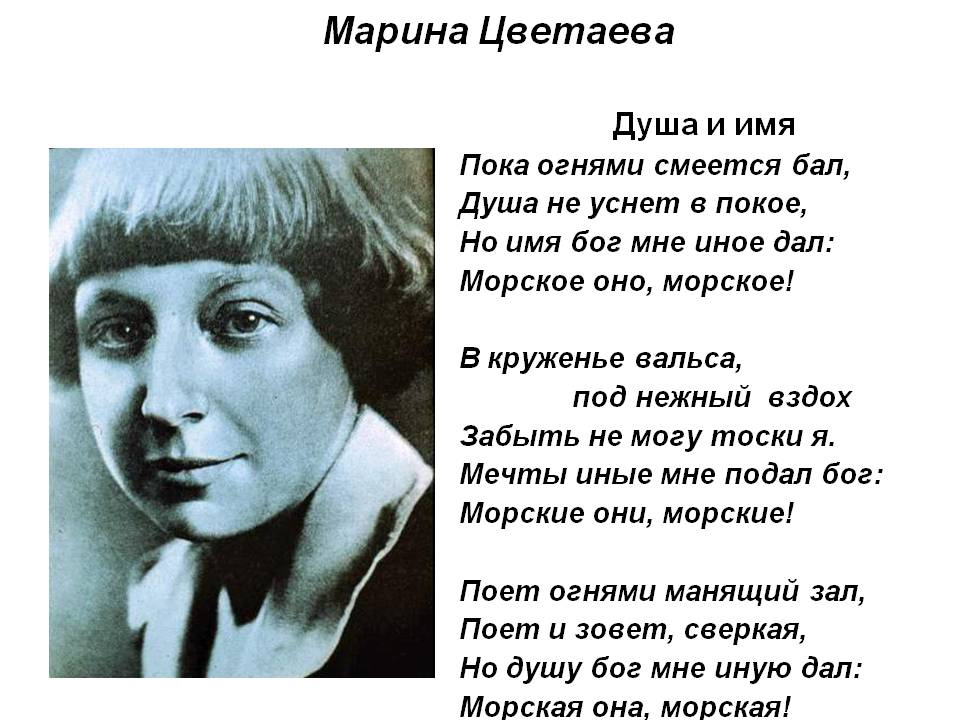 Марина Цветаева
Душа и имя
Пока огнями смеется бал,
Душа не уснет в покое,
Но имя бог мне иное дал:
Морское оно, морское!
В круженье вальса,
под нежный вздох
Забыть не могу тоски я.
Мечты иные мне подал бог:
Морские они, морские!
Поет огнями манящий зал,
Поет и зовет, сверкая,
Но душу бог мне иную дал:
Морская она, морская!